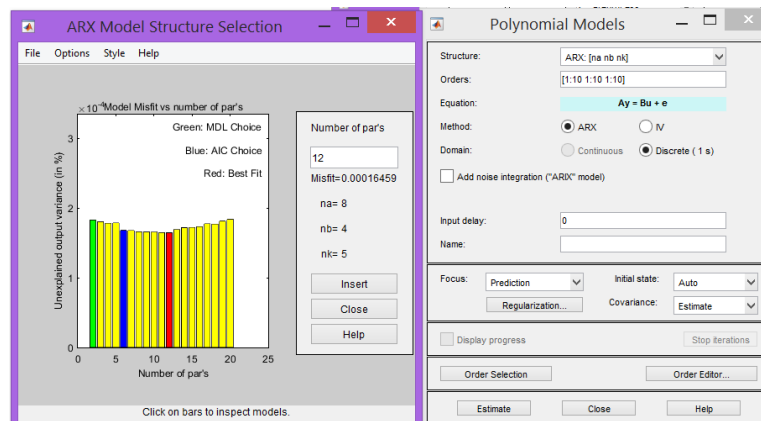 ARX Model Structure Selection
File Options Style Help
×10⁻⁴Model Misfit vs number of par's
Green: MDL Choice
Blue: AIC Choice
Red: Best Fit
Unexplained output variance (in %)
3
2
1
0
0 5 10 15 20 25
Number of par's
Number of par's
12
Misfit=0.00016459
na= 8
nb= 4
nk= 5
Insert
Close
Help
Click on bars to inspect models.
Polynomial Models
Structure: ARX: [na nb nk]
Orders: [1:10 1:10 1:10]
Equation: Ay = Bu + e
Method: ARX IV
Domain: Continuous Discrete ( 1 s)
Add noise integration ("ARIX" model)
Input delay: 0
Name:
Focus: Prediction Initial state: Auto
Regularization... Covariance: Estimate
Display progress Stop iterations
Order Selection Order Editor...
Estimate Close Help